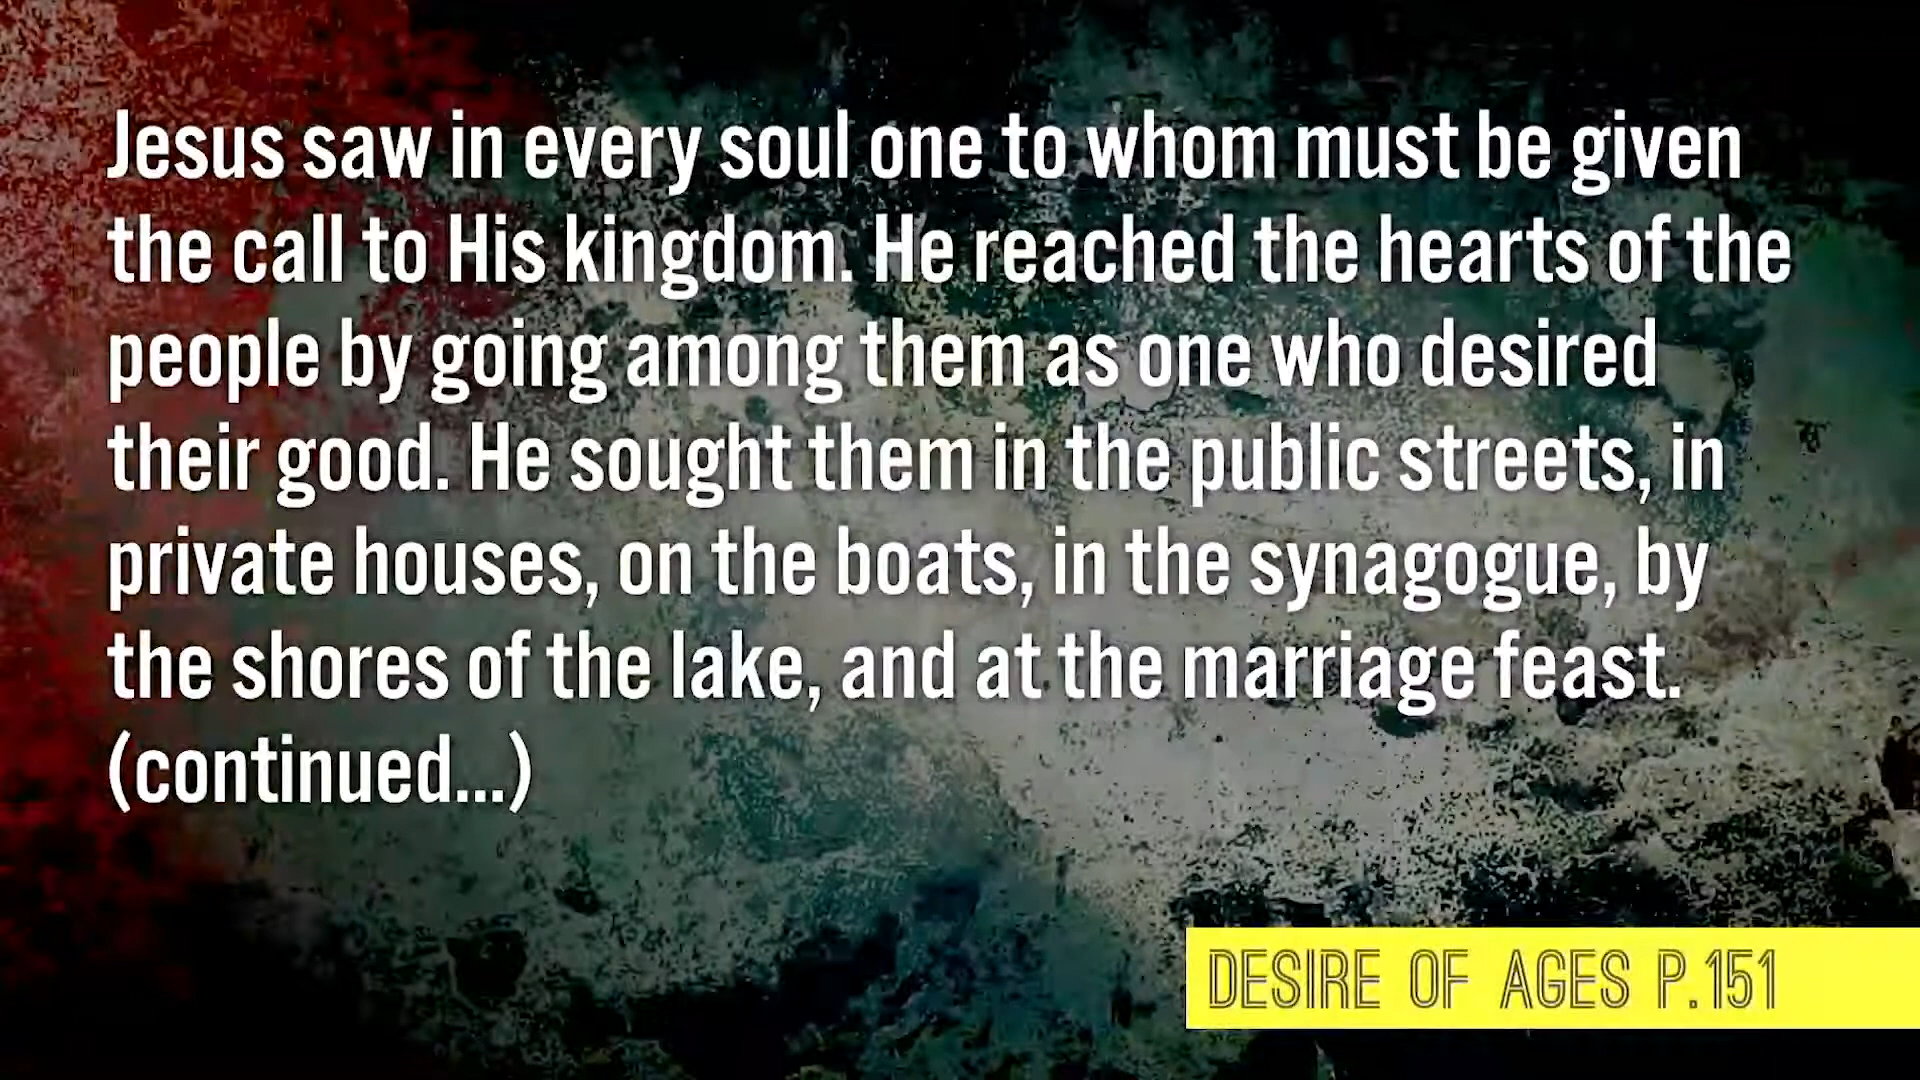 Jesus saw in every soul one to whom must be given
the call to His kingdom. He reached the hearts of the
people by going among them as one who desired
their good. He sought them in the public streets, in
private houses, on the boats, in the synagogue, by
the shores of the lake, and at the marriage feast.
(continued...)
DESIRE OF AGES P.151